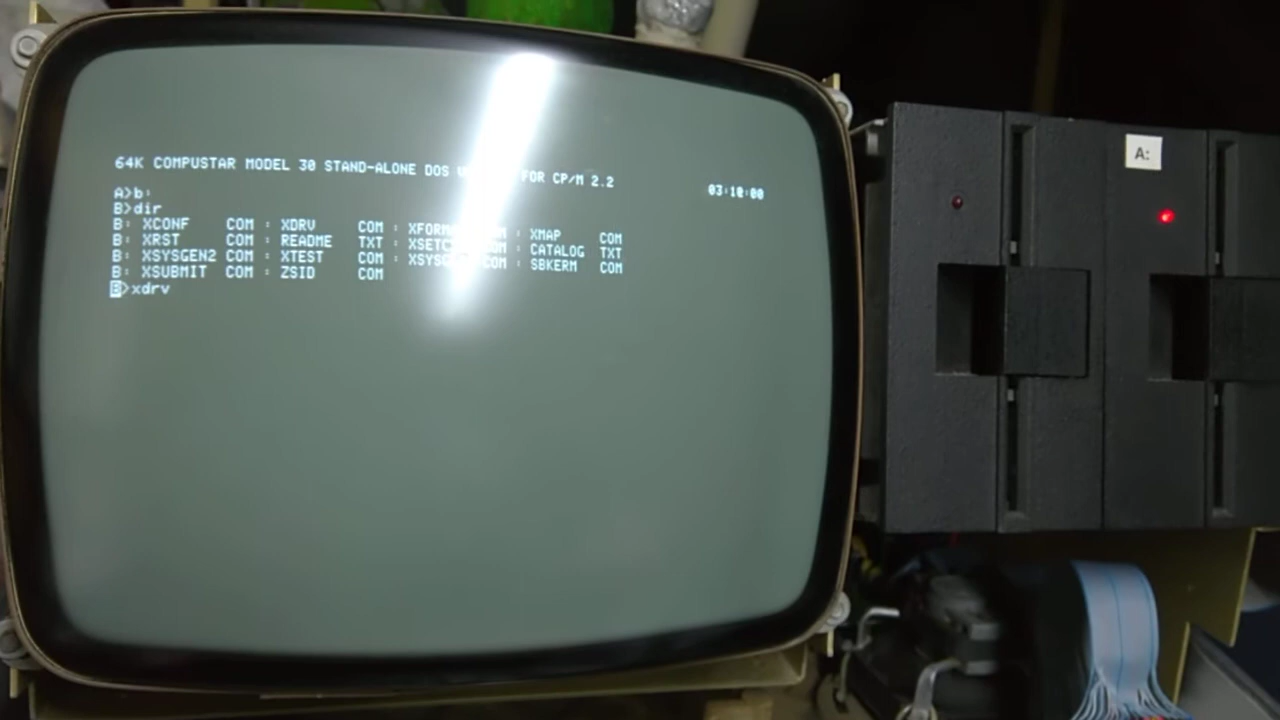 64K COMPUSTAR MODEL 30 STAND-ALONE DOS FOR CP/M 2.2
03:10:00
A>b:
B>dir
B: XCONF COM : XDRV COM : XMAP COM
B: XRST COM : README TXT : CATALOG TXT
B: XSYSGEN2 COM : XTEST COM : SBKERM COM
B: XSUBMIT COM : ZSID COM
B>xdrv
A: